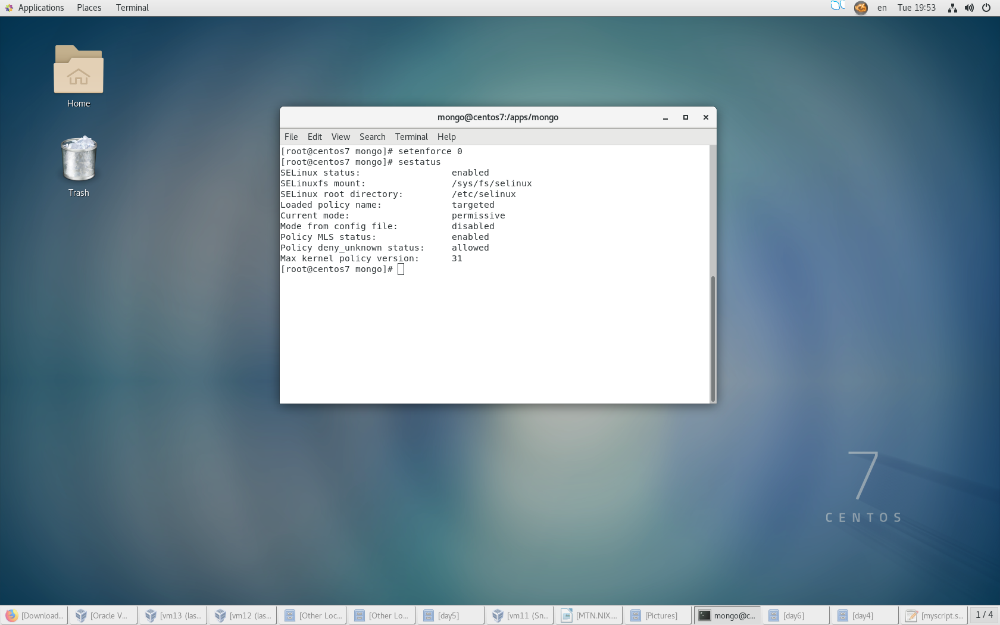 Applications Places Terminal
en Tue 19:53
Home
Trash
mongo@centos7:/apps/mongo
File Edit View Search Terminal Help
[root@centos7 mongo]# setenforce 0
[root@centos7 mongo]# sestatus
SELinux status: enabled
SELinuxfs mount: /sys/fs/selinux
SELinux root directory: /etc/selinux
Loaded policy name: targeted
Current mode: permissive
Mode from config file: disabled
Policy MLS status: enabled
Policy deny_unknown status: allowed
Max kernel policy version: 31
[root@centos7 mongo]#
7
CENTOS
[Download... [Oracle V... [vm13 (las... [vm12 (las... [Other Loc... [Other Lo... [day5] [vm11 (Sn... [MTN.NIX.... [Pictures] mongo@c... [day6] [day4] [myscript.s... 1 / 4